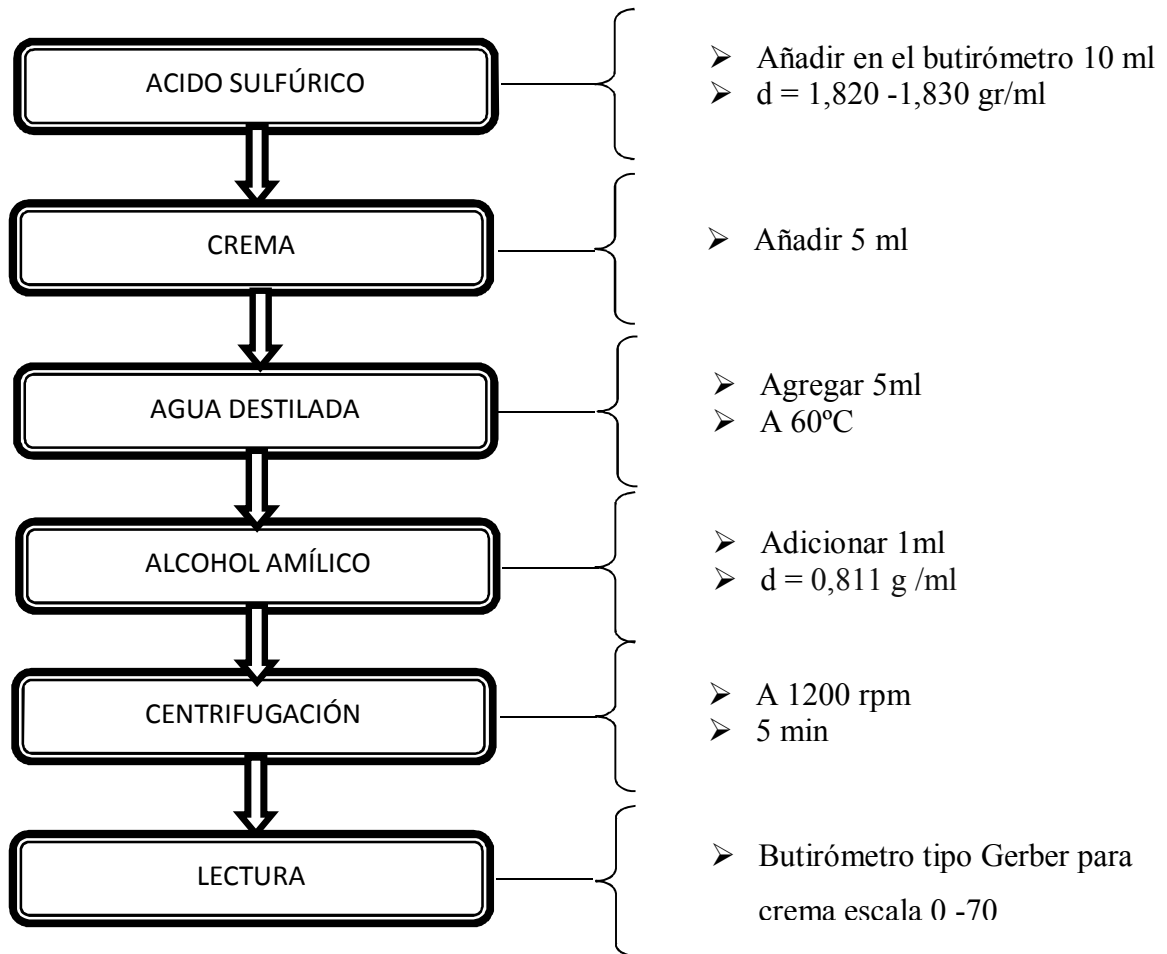 ACIDO SULFÚRICO
➢ Añadir en el butirómetro 10 ml
➢ d = 1,820 -1,830 gr/ml
CREMA
➢ Añadir 5 ml
AGUA DESTILADA
➢ Agregar 5ml
➢ A 60ºC
ALCOHOL AMÍLICO
➢ Adicionar 1ml
➢ d = 0,811 g /ml
CENTRIFUGACIÓN
➢ A 1200 rpm
➢ 5 min
LECTURA
➢ Butirómetro tipo Gerber para
crema escala 0 -70